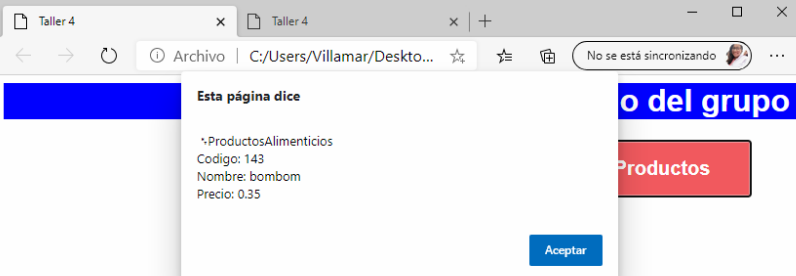 Taller 4
Taller 4
Archivo C:/Users/Villamar/Deskto... No se está sincronizando
Esta página dice
o del grupo
ProductosAlimenticios
Codigo: 143
Productos
Nombre: bombom
Precio: 0.35
Aceptar